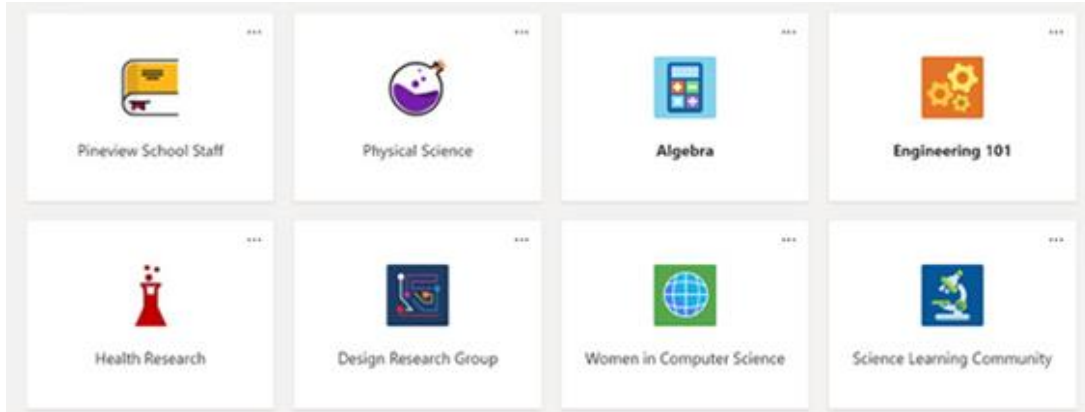 Pineview School Staff
Physical Science
Algebra
Engineering 101
Health Research
Design Research Group
Women in Computer Science
Science Learning Community